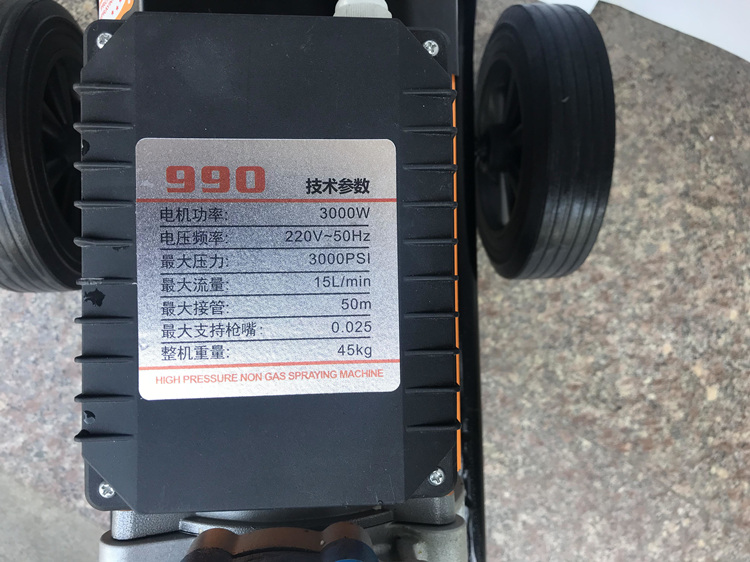 990 技术参数
电机功率: 3000W
电压频率: 220V~50Hz
最大压力: 3000PSI
最大流量: 15L/min
最大接管: 50m
最大支持枪嘴: 0.025
整机重量: 45kg
HIGH PRESSURE NON GAS SPRAYING MACHINE